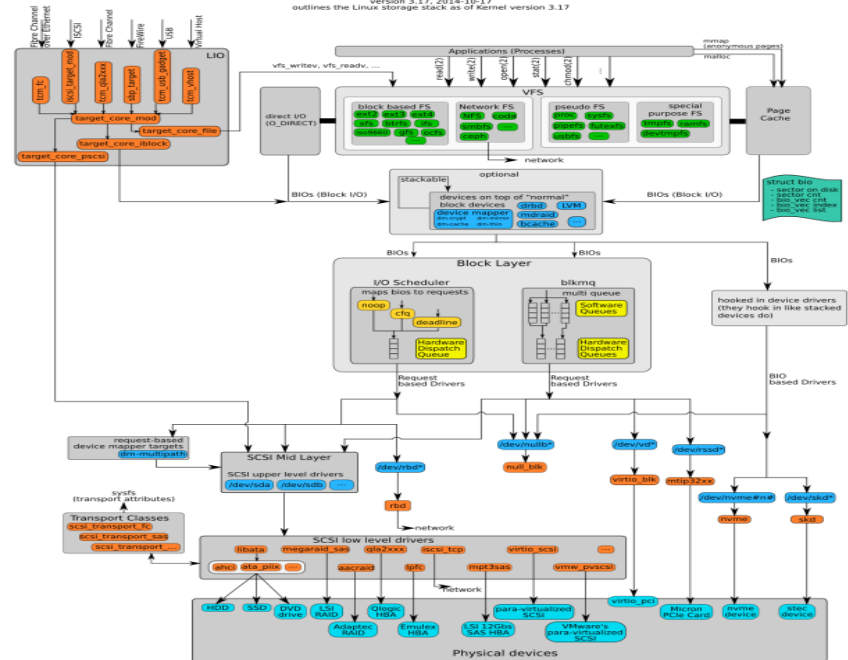 version 3.17, 2014-10-17
outlines the Linux storage stack as of Kernel version 3.17
Fibre Channel
over Ethernet
ISCSI
Fibre Channel
FireWire
USB
Virtual Host
LIO
tcm_fc
iscsi_target_mod
tcm_qla2xxx
sbp_target
tcm_usb_gadget
tcm_vhost
target_core_mod
target_core_file
target_core_iblock
target_core_pscsi
vfs_writev, vfs_readv, ...
Applications (Processes)
read(2)
write(2)
open(2)
stat(2)
chmod(2)
...
mmap
(anonymous pages)
malloc
VFS
direct I/O
(O_DIRECT)
block based FS
ext2 ext3 ext4
xfs btrfs ifs
iso9660 gfs ocfs
Network FS
NFS coda
smbfs ...
ceph
pseudo FS
proc sysfs
pipefs futexfs
usbfs ...
special
purpose FS
tmpfs ramfs
devtmpfs
Page
Cache
network
BIOs (Block I/O)
optional
stackable
devices on top of "normal"
block devices
drbd
LVM
device mapper
dm-crypt dm-mirror
dm-cache dm-thin
mdraid
bcache
...
BIOs (Block I/O)
struct bio
- sector on disk
- sector cnt
- bio_vec cnt
- bio_vec index
- bio_vec list
BIOs
BIOs
BIOs
Block Layer
I/O Scheduler
maps bios to requests
noop
cfq
deadline
Hardware
Dispatch
Queue
blkmq
multi queue
Software
Queues
Hardware
Dispatch
Queues
hooked in device drivers
(they hook in like stacked
devices do)
Request
based Drivers
Request
based Drivers
BIO
based Drivers
request-based
device mapper targets
dm-multipath
SCSI Mid Layer
SCSI upper level drivers
/dev/sda
/dev/sdb
...
/dev/rbd*
rbd
network
/dev/nullb*
null_blk
/dev/vd*
virtio_blk
/dev/rssd*
mtip32xx
/dev/nvme#n#
nvme
/dev/skd*
skd
sysfs
(transport attributes)
Transport Classes
scsi_transport_fc
scsi_transport_sas
scsi_transport_...
SCSI low level drivers
libata
megaraid_sas
qla2xxx
iscsi_tcp
virtio_scsi
...
ahci
ata_piix
...
aacraid
lpfc
mpt3sas
vmw_pvscsi
network
HDD
SSD
DVD
drive
LSI
RAID
Adaptec
RAID
Qlogic
HBA
Emulex
HBA
LSI 12Gbs
SAS HBA
para-virtualized
SCSI
VMware's
para-virtualized
SCSI
virtio_pci
Micron
PCIe Card
nvme
device
stec
device
Physical devices